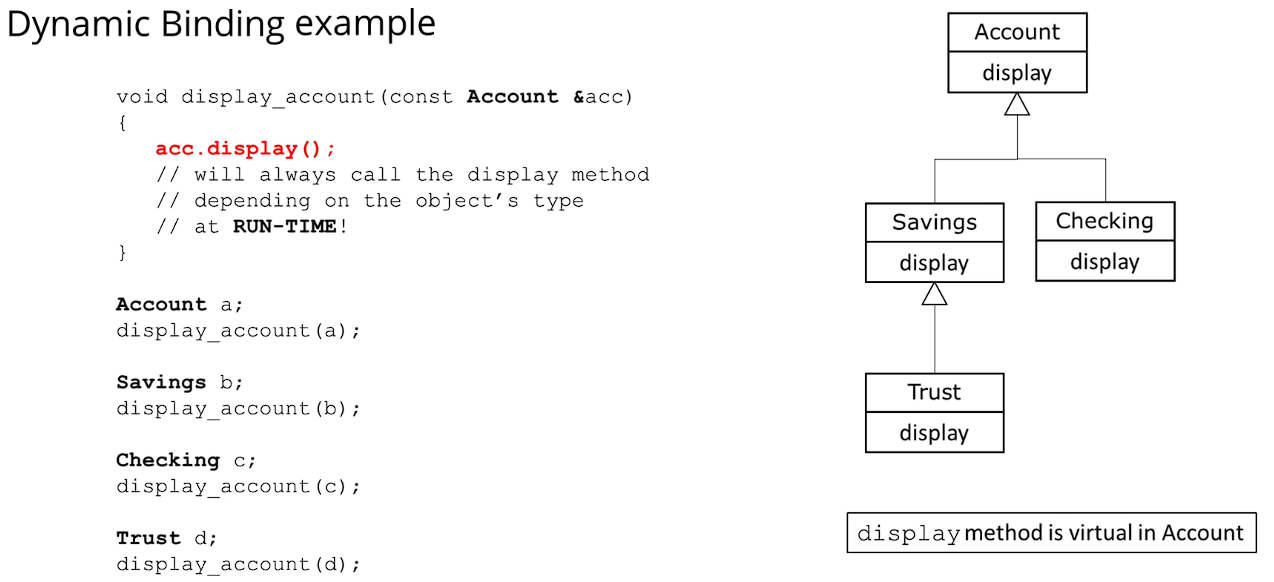 Dynamic Binding example
void display_account(const Account &acc)
{
acc.display();
// will always call the display method
// depending on the object’s type
// at RUN-TIME!
}
Account a;
display_account(a);
Savings b;
display_account(b);
Checking c;
display_account(c);
Trust d;
display_account(d);
Account
display
Savings
display
Checking
display
Trust
display
display method is virtual in Account